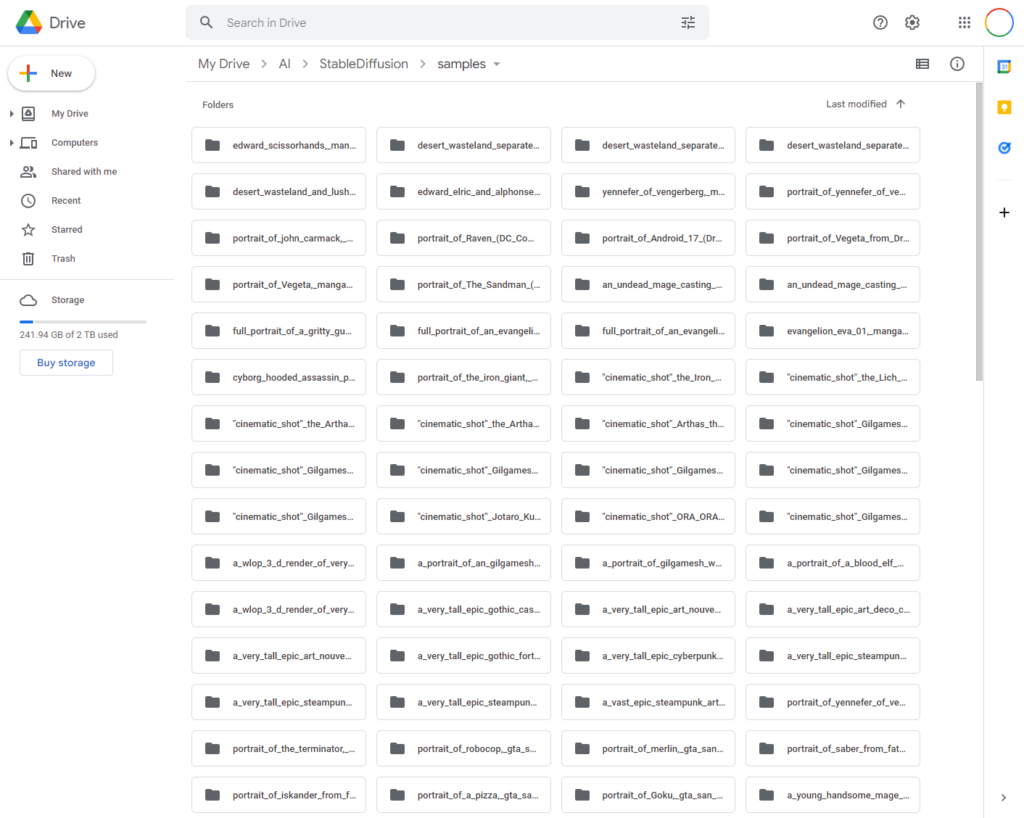 Drive
Search in Drive
New
My Drive
Computers
Shared with me
Recent
Starred
Trash
Storage
241.94 GB of 2 TB used
Buy storage
My Drive > AI > StableDiffusion > samples
Folders
Last modified
edward_scissorhands,_man...
desert_wasteland_separate...
desert_wasteland_separate...
desert_wasteland_separate...
desert_wasteland_and_lush...
edward_elric_and_alphonse...
yennefer_of_vengerberg,_m...
portrait_of_yennefer_of_ve...
portrait_of_john_carmack,_...
portrait_of_Raven_(DC_Co...
portrait_of_Android_17_(Dr...
portrait_of_Vegeta_from_Dr...
portrait_of_Vegeta,_manga...
portrait_of_The_Sandman_(...
an_undead_mage_casting_...
an_undead_mage_casting_...
full_portrait_of_a_gritty_gu...
full_portrait_of_an_evangeli...
full_portrait_of_an_evangeli...
evangelion_eva_01,_manga...
cyborg_hooded_assassin_p...
portrait_of_the_iron_giant,_...
"cinematic_shot"_the_Iron_...
"cinematic_shot"_the_Lich_...
"cinematic_shot"_the_Artha...
"cinematic_shot"_the_Artha...
"cinematic_shot"_Arthas_th...
"cinematic_shot"_Gilgames...
"cinematic_shot"_Gilgames...
"cinematic_shot"_Gilgames...
"cinematic_shot"_Gilgames...
"cinematic_shot"_Gilgames...
"cinematic_shot"_Gilgames...
"cinematic_shot"_Jotaro_Ku...
"cinematic_shot"_ORA_ORA...
"cinematic_shot"_Gilgames...
a_wlop_3_d_render_of_very...
a_portrait_of_an_gilgamesh...
a_portrait_of_gilgamesh_w...
a_portrait_of_a_blood_elf_...
a_wlop_3_d_render_of_very...
a_very_tall_epic_gothic_cas...
a_very_tall_epic_art_nouve...
a_very_tall_epic_art_deco_c...
a_very_tall_epic_art_nouve...
a_very_tall_epic_gothic_fort...
a_very_tall_epic_cyberpunk...
a_very_tall_epic_steampun...
a_very_tall_epic_steampun...
a_very_tall_epic_steampun...
a_vast_epic_steampunk_art...
portrait_of_yennefer_of_ve...
portrait_of_the_terminator,_...
portrait_of_robocop,_gta_s...
portrait_of_merlin,_gta_san...
portrait_of_saber_from_fat...
portrait_of_iskander_from_f...
portrait_of_a_pizza,_gta_sa...
portrait_of_Goku,_gta_san_...
a_young_handsome_mage_...
31